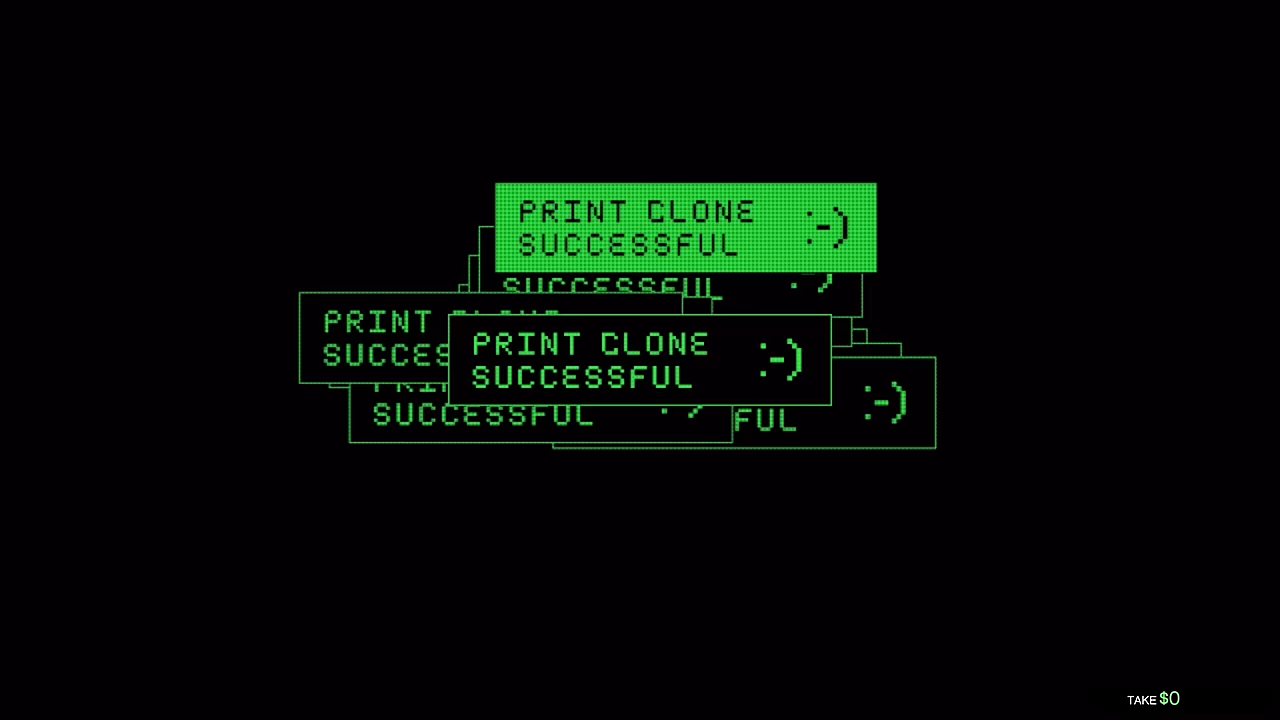 PRINT CLONE :-)
SUCCESSFUL
SUCCESSFUL
PRINT
SUCCES
PRINT CLONE :-)
SUCCESSFUL
SUCCESSFUL
FUL :-)
TAKE $0